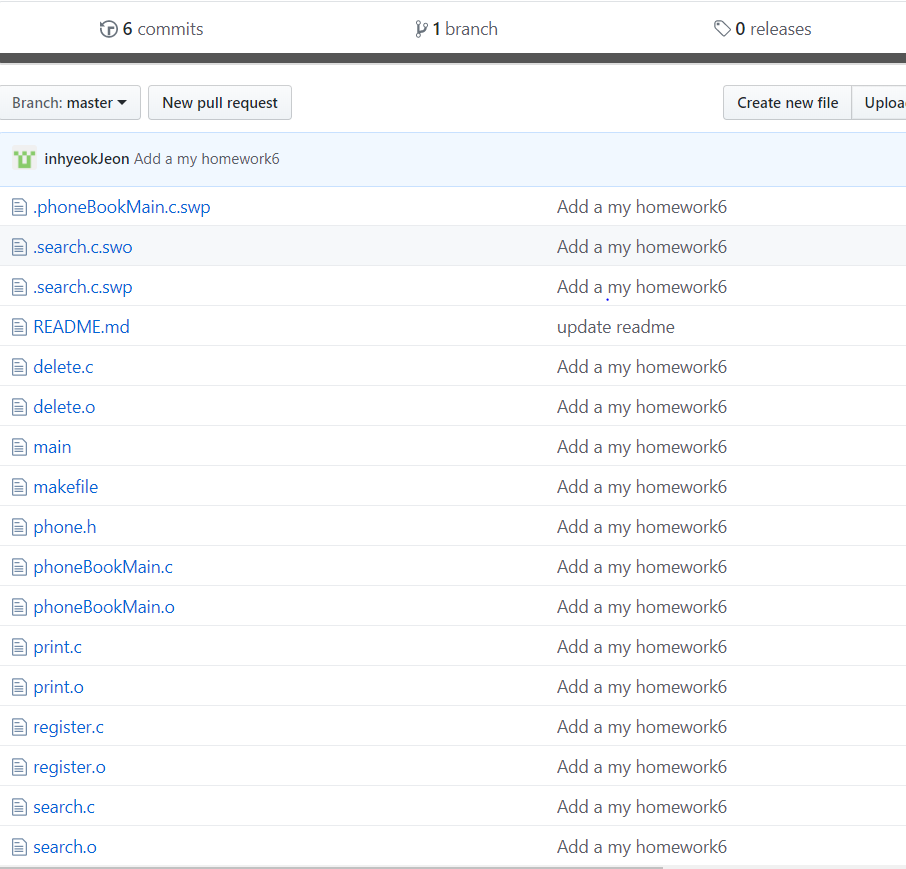 6 commits 1 branch 0 releases
Branch: master New pull request Create new file Uploa
inhyeokJeon Add a my homework6
.phoneBookMain.c.swp Add a my homework6
.search.c.swo Add a my homework6
.search.c.swp Add a my homework6
README.md update readme
delete.c Add a my homework6
delete.o Add a my homework6
main Add a my homework6
makefile Add a my homework6
phone.h Add a my homework6
phoneBookMain.c Add a my homework6
phoneBookMain.o Add a my homework6
print.c Add a my homework6
print.o Add a my homework6
register.c Add a my homework6
register.o Add a my homework6
search.c Add a my homework6
search.o Add a my homework6